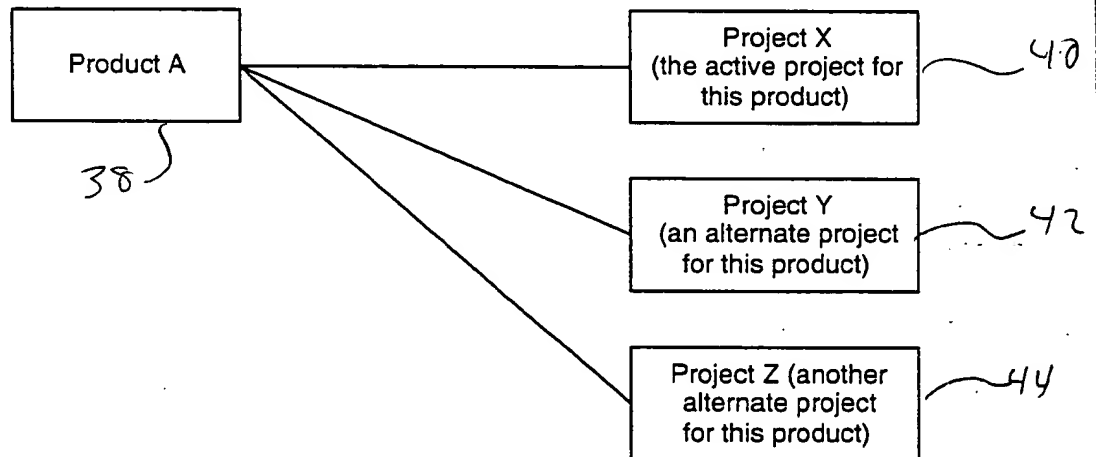 Product A
38
Project X
(the active project for
this product)
40
Project Y
(an alternate project
for this product)
42
Project Z (another
alternate project
for this product)
44